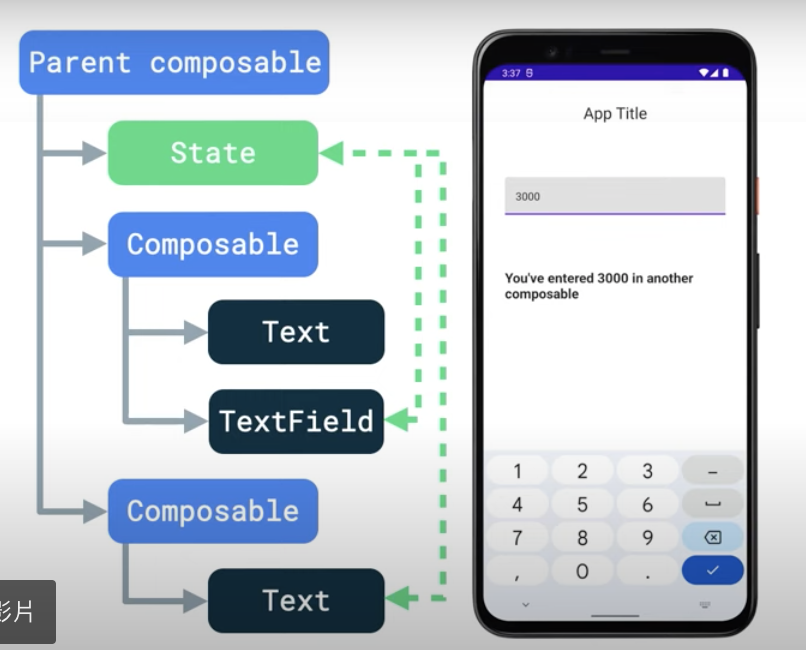 Parent composable
State
Composable
Text
TextField
Composable
Text
影片
3:37
App Title
3000
You've entered 3000 in another
composable
1 2 3 –
4 5 6
7 8 9
, 0 .